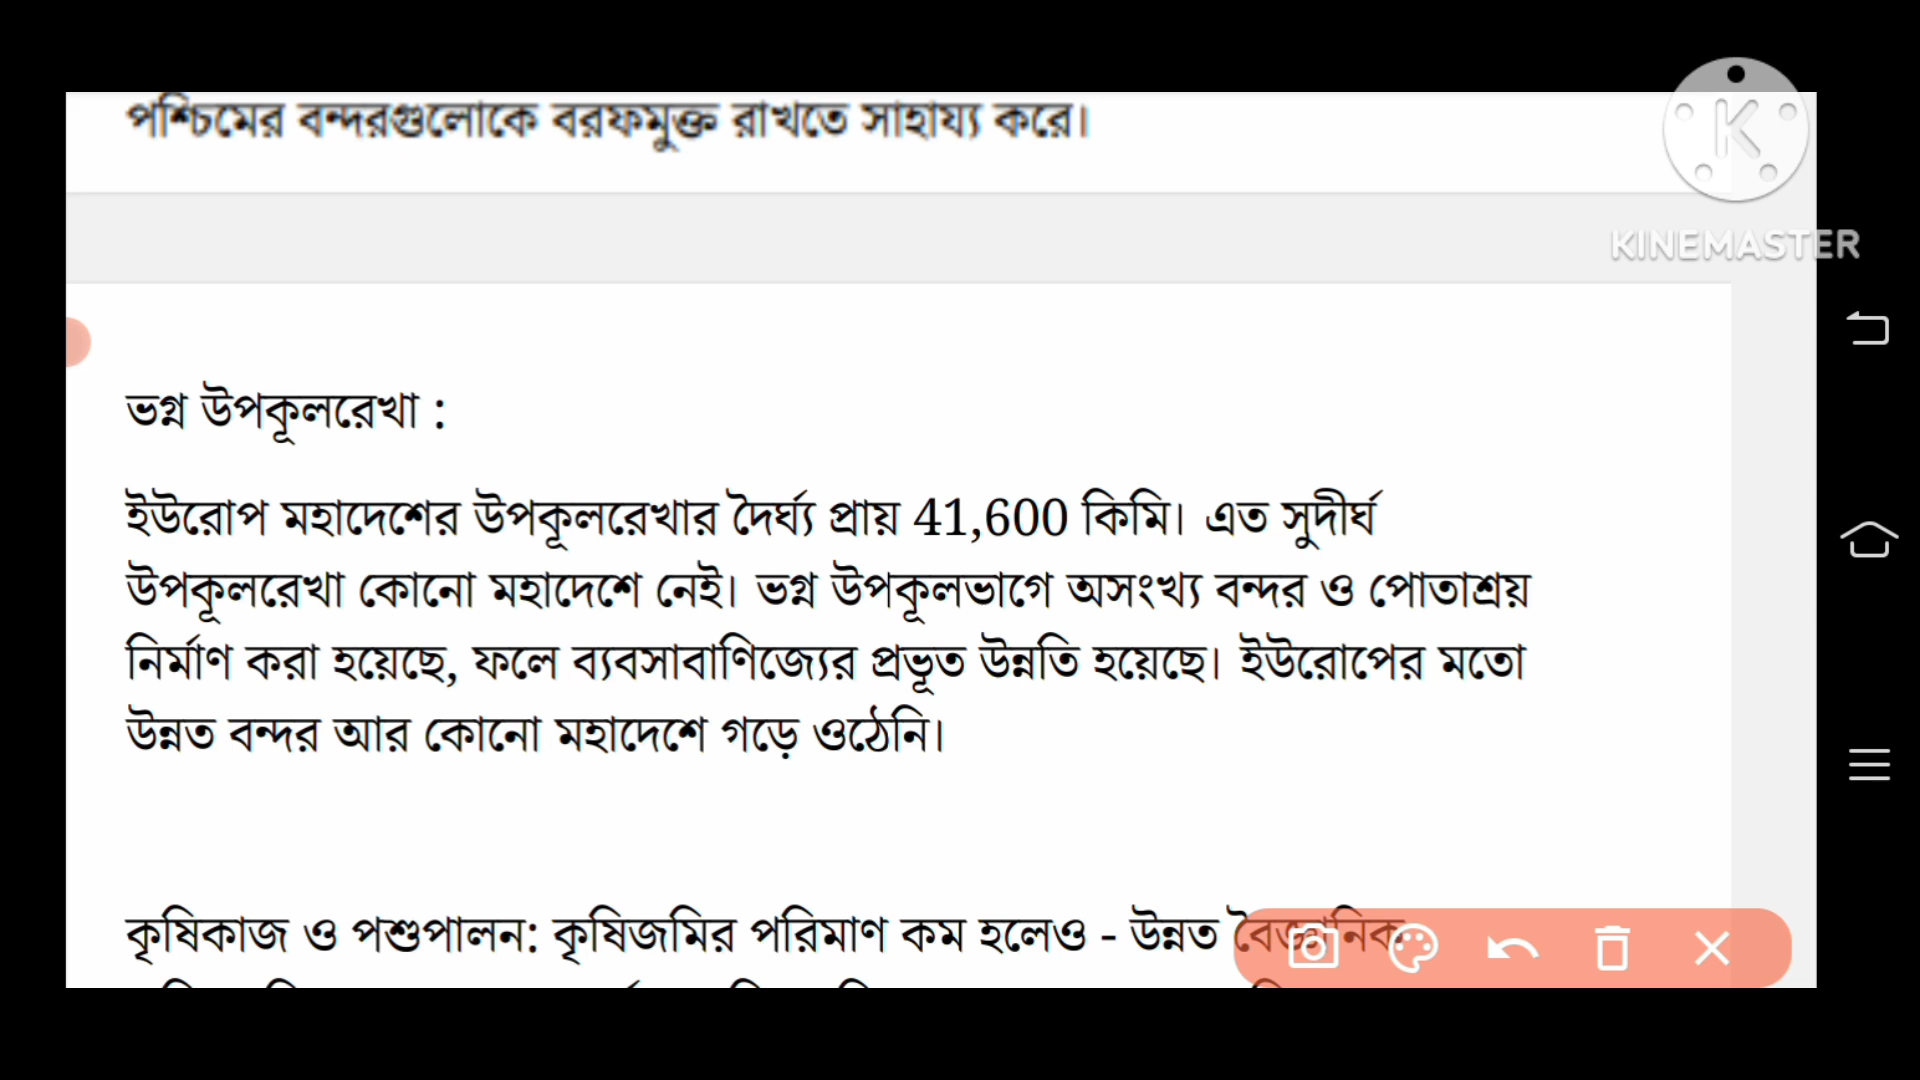 পশ্চিমের বন্দরগুলোকে বরফমুক্ত রাখতে সাহায্য করে।
KINEMASTER
ভগ্ন উপকূলরেখা :
ইউরোপ মহাদেশের উপকূলরেখার দৈর্ঘ্য প্রায় 41,600 কিমি। এত সুদীর্ঘ
উপকূলরেখা কোনো মহাদেশে নেই। ভগ্ন উপকূলভাগে অসংখ্য বন্দর ও পোতাশ্রয়
নির্মাণ করা হয়েছে, ফলে ব্যবসাবাণিজ্যের প্রভূত উন্নতি হয়েছে। ইউরোপের মতো
উন্নত বন্দর আর কোনো মহাদেশে গড়ে ওঠেনি।
কৃষিকাজ ও পশুপালন: কৃষিজমির পরিমাণ কম হলেও - উন্নত বৈজ্ঞানিক